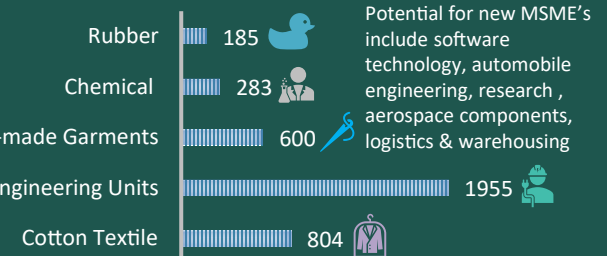 Rubber 185
Chemical 283
-made Garments 600
ngineering Units 1955
Cotton Textile 804
Potential for new MSME's
include software
technology, automobile
engineering, research ,
aerospace components,
logistics & warehousing